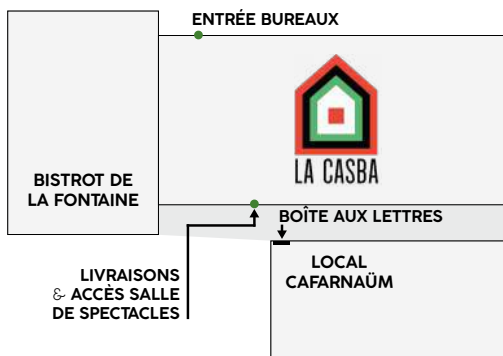 ENTRÉE BUREAUX
LA CASBA
BISTROT DE
LA FONTAINE
BOÎTE AUX LETTRES
LIVRAISONS
& ACCÈS SALLE
DE SPECTACLES
LOCAL
CAFARNAÜM